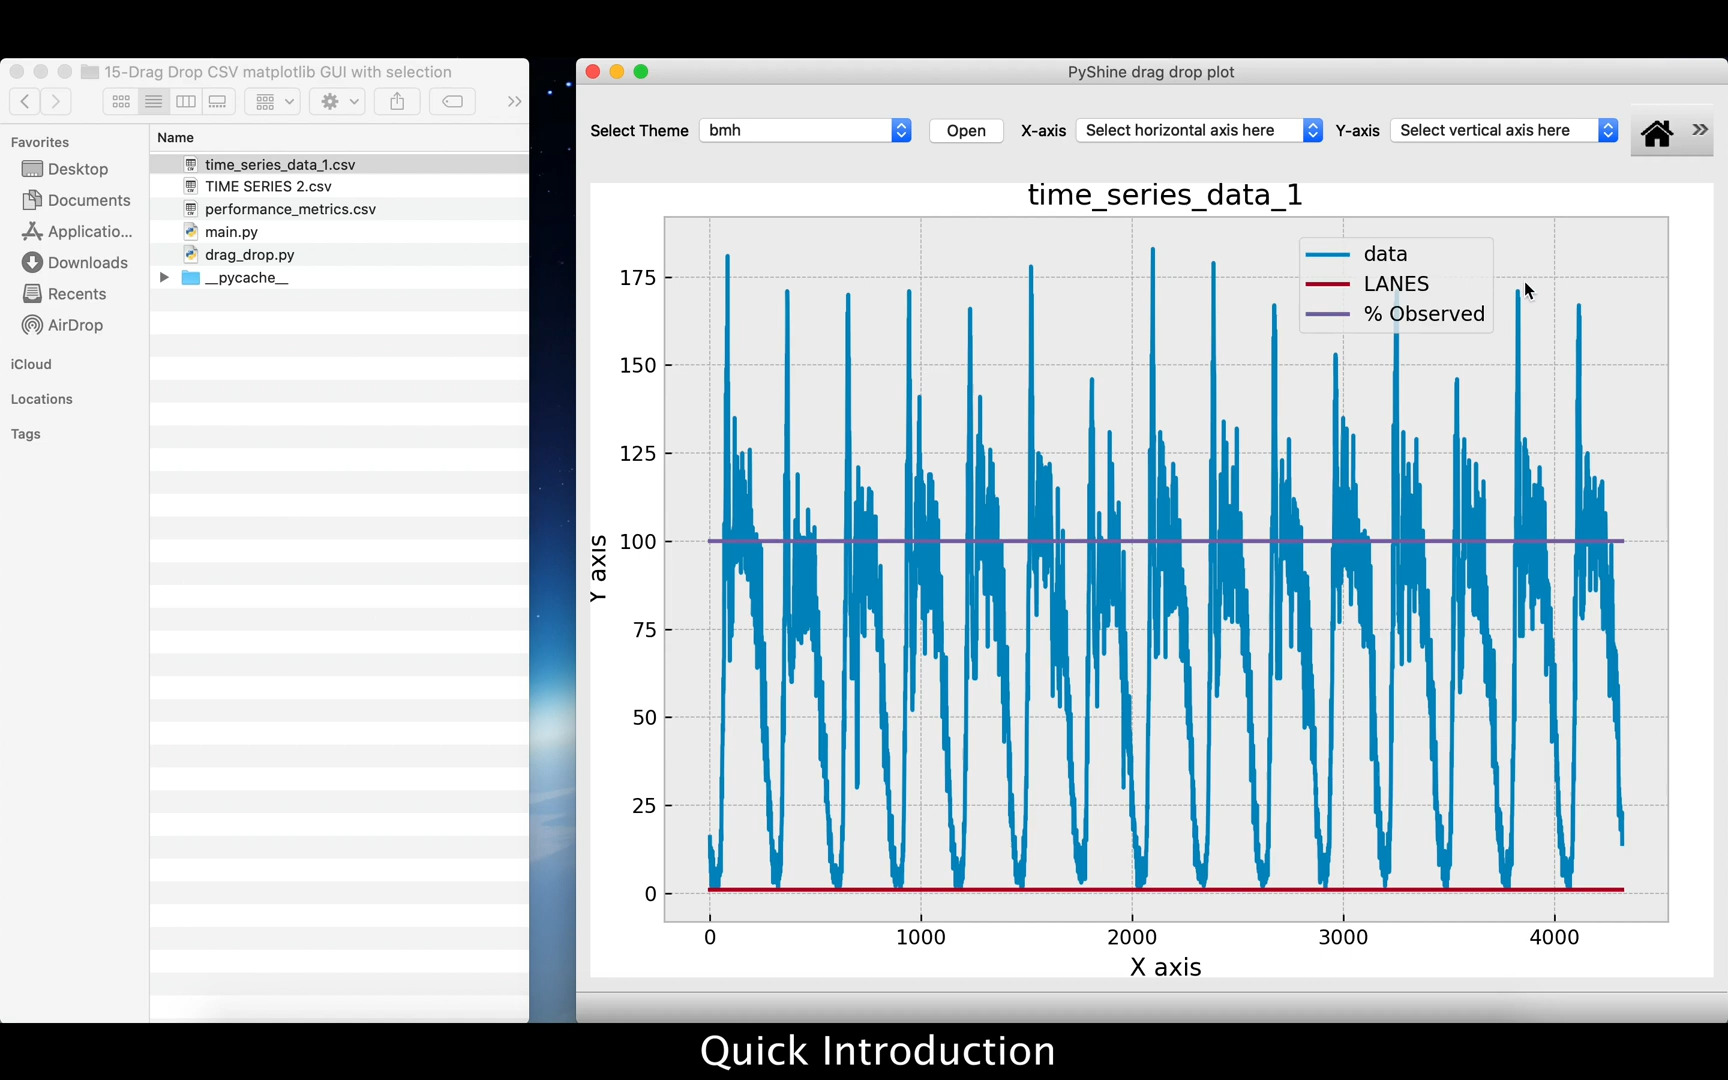 15-Drag Drop CSV matplotlib GUI with selection
Favorites
Desktop
Documents
Applicatio...
Downloads
Recents
AirDrop
iCloud
Locations
Tags
Name
time_series_data_1.csv
TIME SERIES 2.csv
performance_metrics.csv
main.py
drag_drop.py
__pycache__
PyShine drag drop plot
Select Theme bmh Open X-axis Select horizontal axis here Y-axis Select vertical axis here
time_series_data_1
data
LANES
% Observed
175
150
125
100
75
50
25
0
Y axis
0 1000 2000 3000 4000
X axis
Quick Introduction